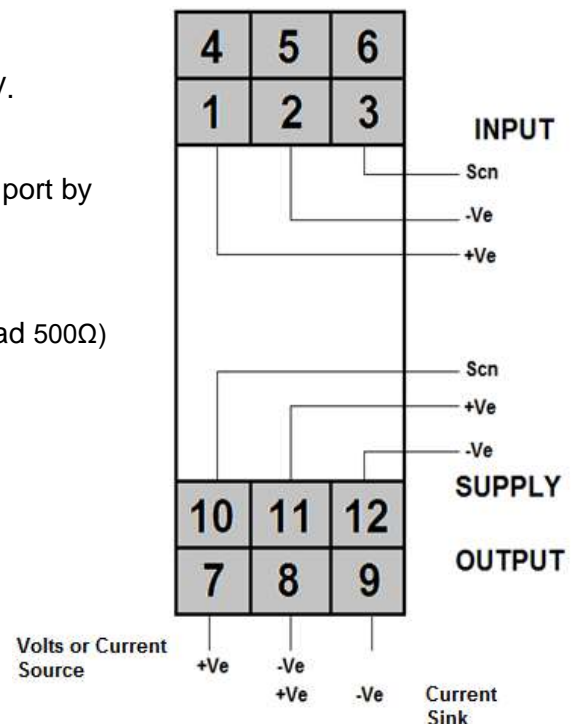 4 5 6
V.
1 2 3
INPUT
Scn
port by
-Ve
+Ve
ad 500Ω)
Scn
+Ve
-Ve
SUPPLY
10 11 12
OUTPUT
7 8 9
Volts or Current
Source
+Ve -Ve
+Ve -Ve Current
Sink